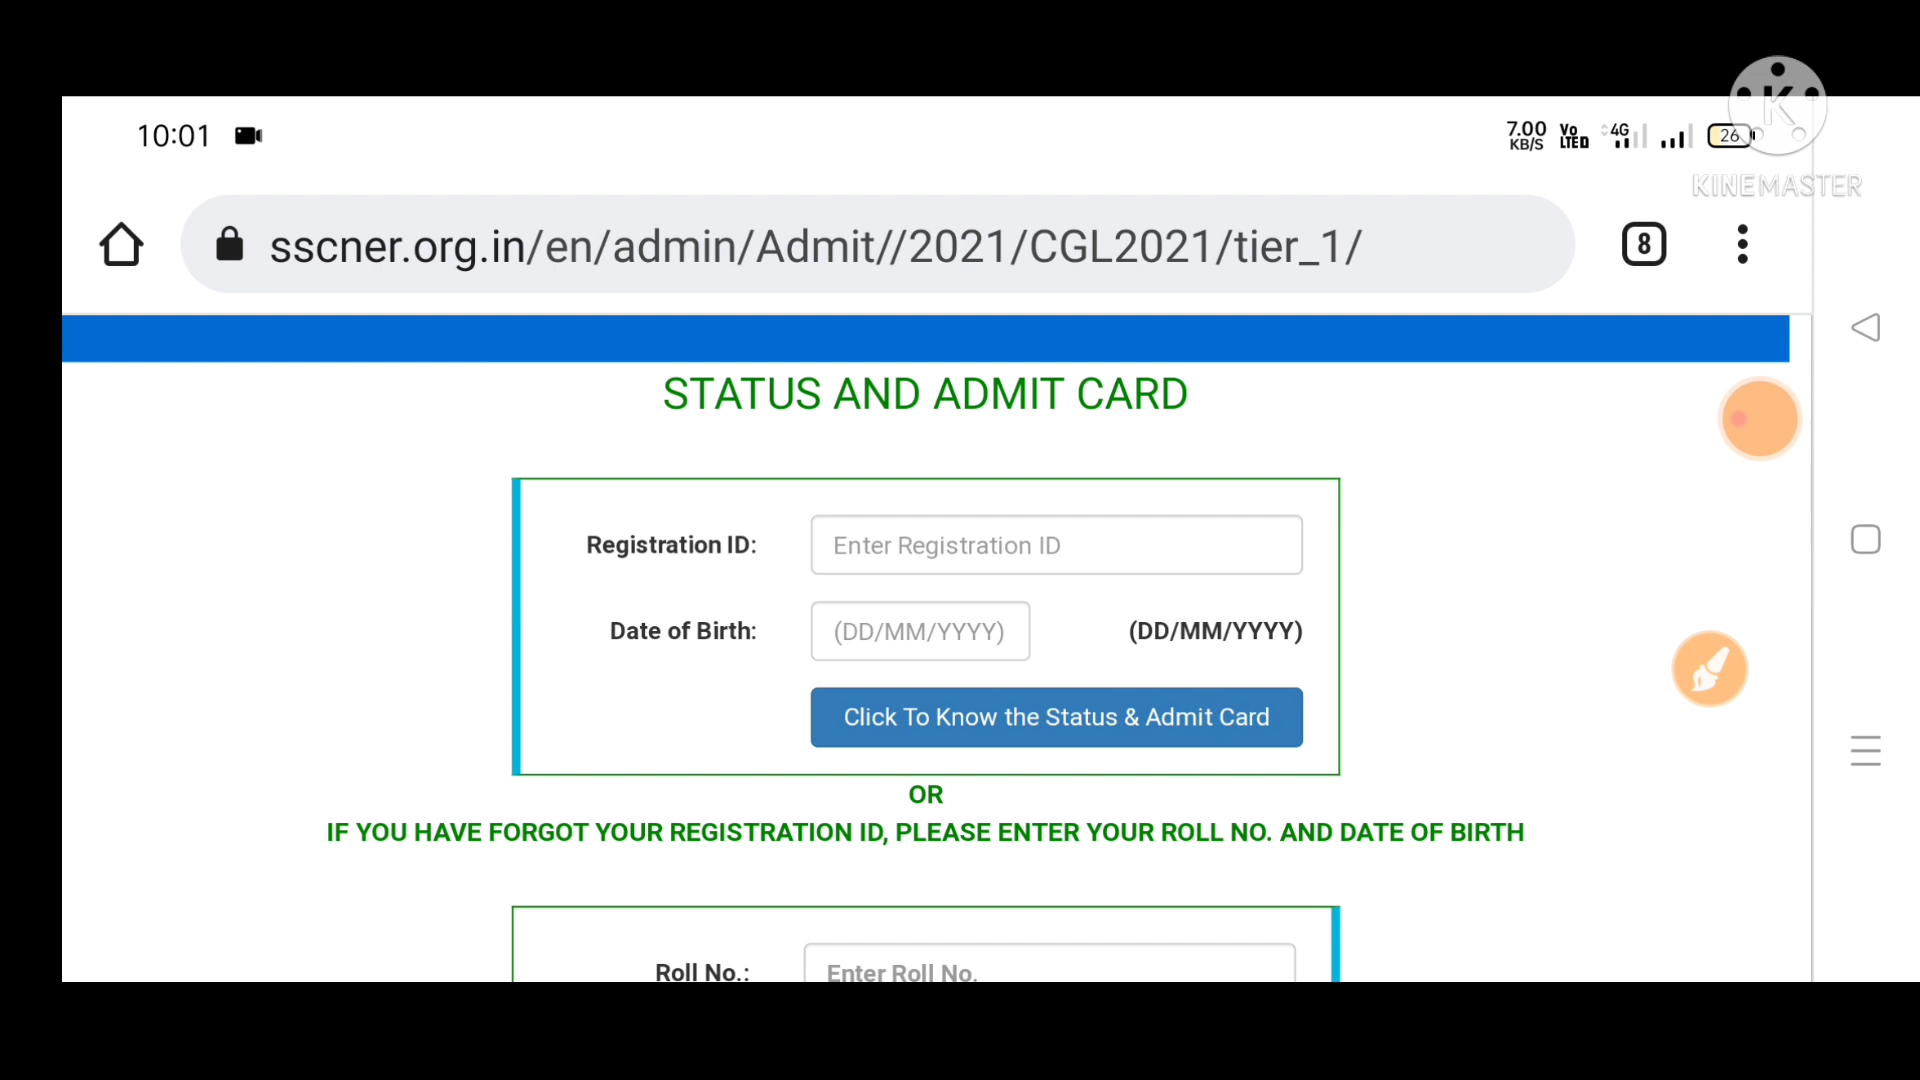 10:01
7.00 KB/S Vo LTED 4G 26
K
KINEMASTER
sscner.org.in/en/admin/Admit//2021/CGL2021/tier_1/
8
STATUS AND ADMIT CARD
Registration ID: Enter Registration ID
Date of Birth: (DD/MM/YYYY) (DD/MM/YYYY)
Click To Know the Status & Admit Card
OR
IF YOU HAVE FORGOT YOUR REGISTRATION ID, PLEASE ENTER YOUR ROLL NO. AND DATE OF BIRTH
Roll No.: Enter Roll No.